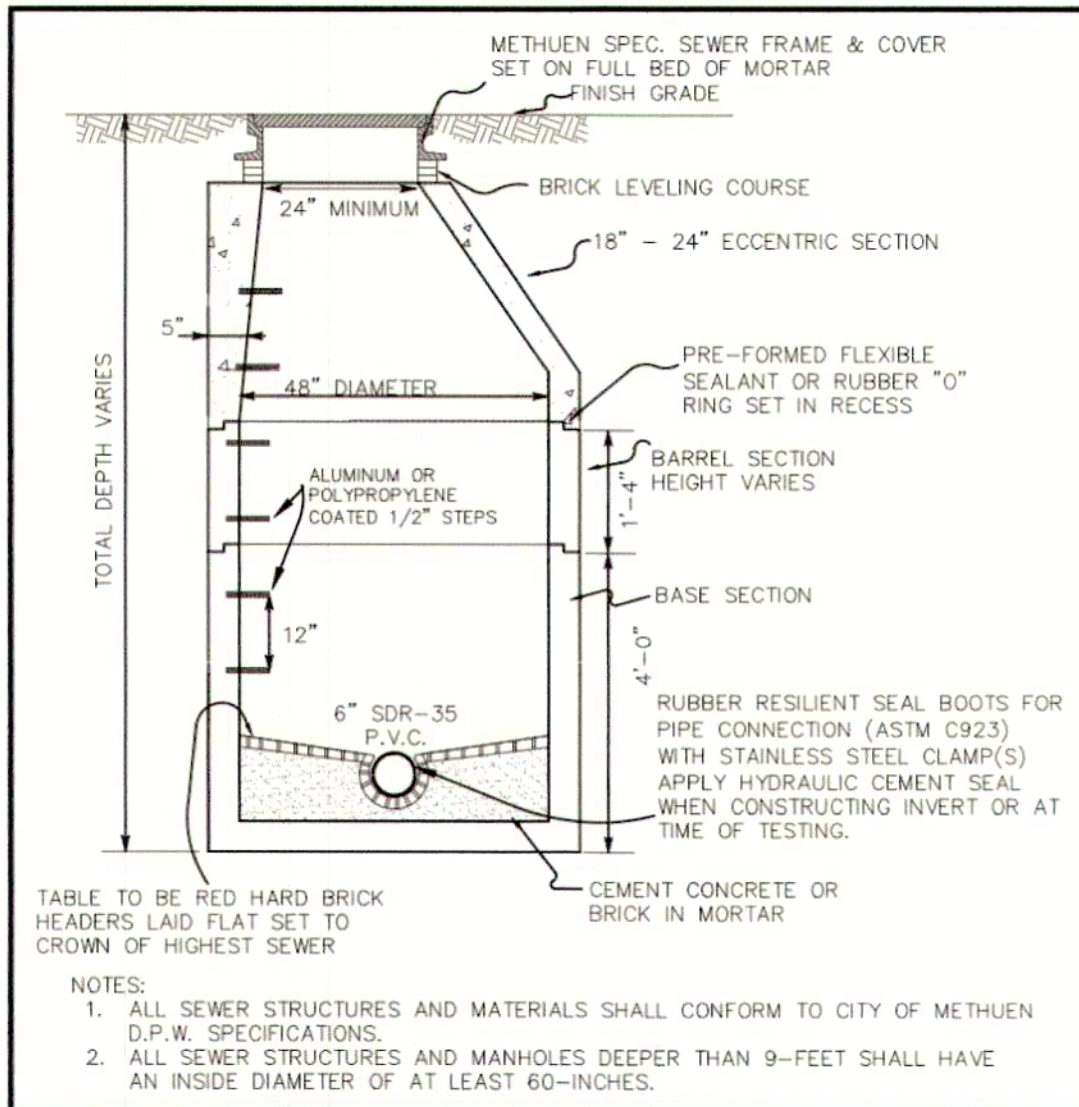 METHUEN SPEC. SEWER FRAME & COVER
SET ON FULL BED OF MORTAR
FINISH GRADE
BRICK LEVELING COURSE
24" MINIMUM
18" - 24" ECCENTRIC SECTION
5"
PRE-FORMED FLEXIBLE
SEALANT OR RUBBER "O"
RING SET IN RECESS
48" DIAMETER
TOTAL DEPTH VARIES
BARREL SECTION
HEIGHT VARIES
1'-4"
ALUMINUM OR
POLYPROPYLENE
COATED 1/2" STEPS
BASE SECTION
12"
4'-0"
6" SDR-35
P.V.C.
RUBBER RESILIENT SEAL BOOTS FOR
PIPE CONNECTION (ASTM C923)
WITH STAINLESS STEEL CLAMP(S)
APPLY HYDRAULIC CEMENT SEAL
WHEN CONSTRUCTING INVERT OR AT
TIME OF TESTING.
TABLE TO BE RED HARD BRICK
HEADERS LAID FLAT SET TO
CROWN OF HIGHEST SEWER
CEMENT CONCRETE OR
BRICK IN MORTAR
NOTES:
1. ALL SEWER STRUCTURES AND MATERIALS SHALL CONFORM TO CITY OF METHUEN
D.P.W. SPECIFICATIONS.
2. ALL SEWER STRUCTURES AND MANHOLES DEEPER THAN 9-FEET SHALL HAVE
AN INSIDE DIAMETER OF AT LEAST 60-INCHES.